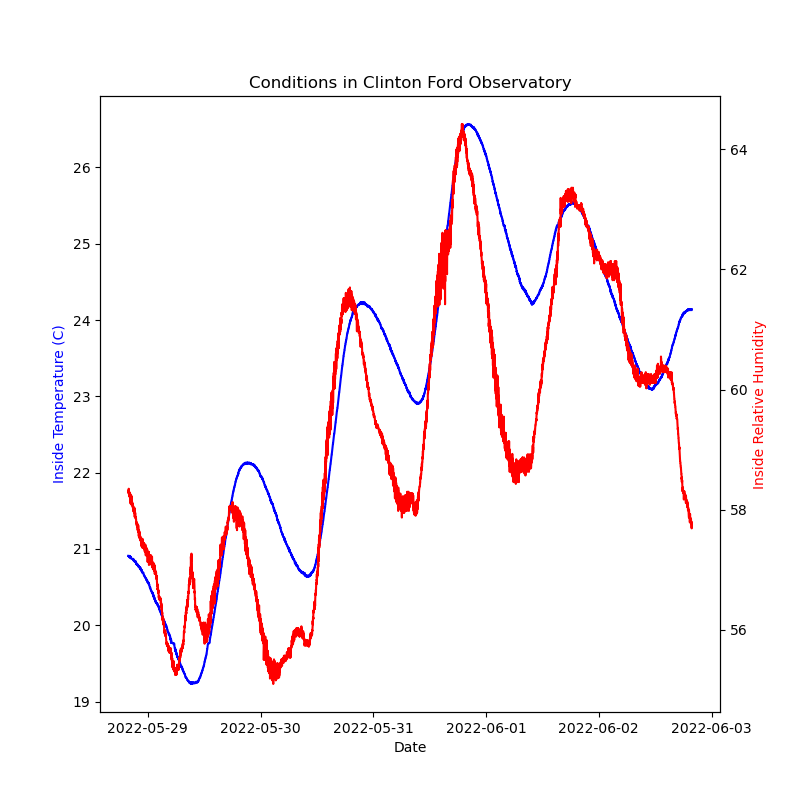 Conditions in Clinton Ford Observatory
26
25
24
23
22
21
20
19
Inside Temperature (C)
64
62
60
58
56
Inside Relative Humidity
2022-05-29 2022-05-30 2022-05-31 2022-06-01 2022-06-02 2022-06-03
Date